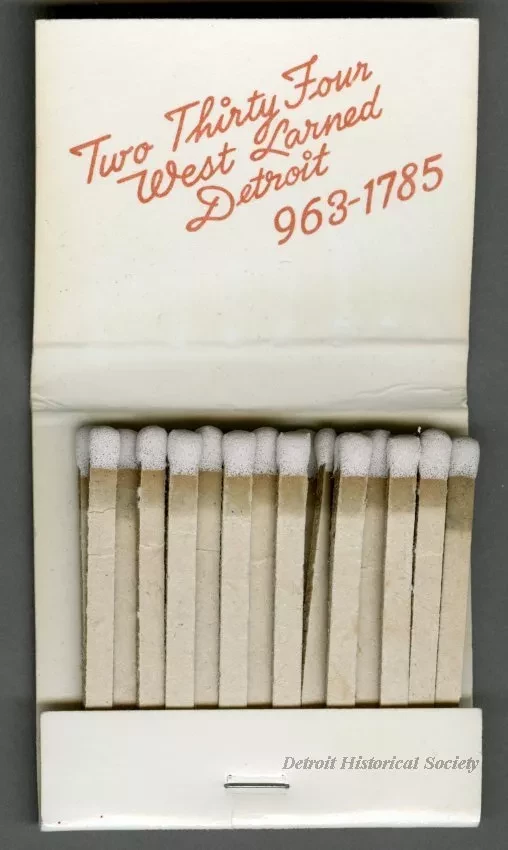 Two Thirty Four
West Larned
Detroit
963-1785
Detroit Historical Society